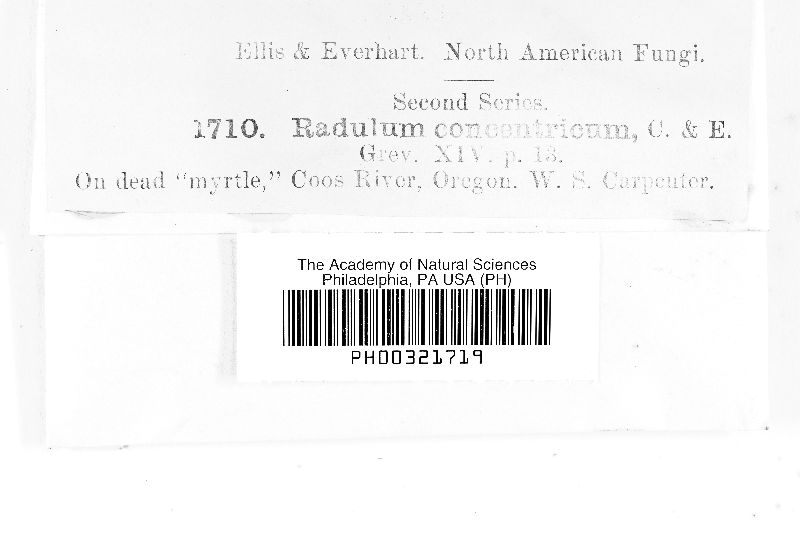 Ellis & Everhart. North American Fungi.
Second Series.
1710. Radulum concentricum, C. & E.
Grev. XIV. p. 13.
On dead "myrtle," Coos River, Oregon. W. S. Carpenter.
The Academy of Natural Sciences
Philadelphia, PA USA (PH)
PH00321719